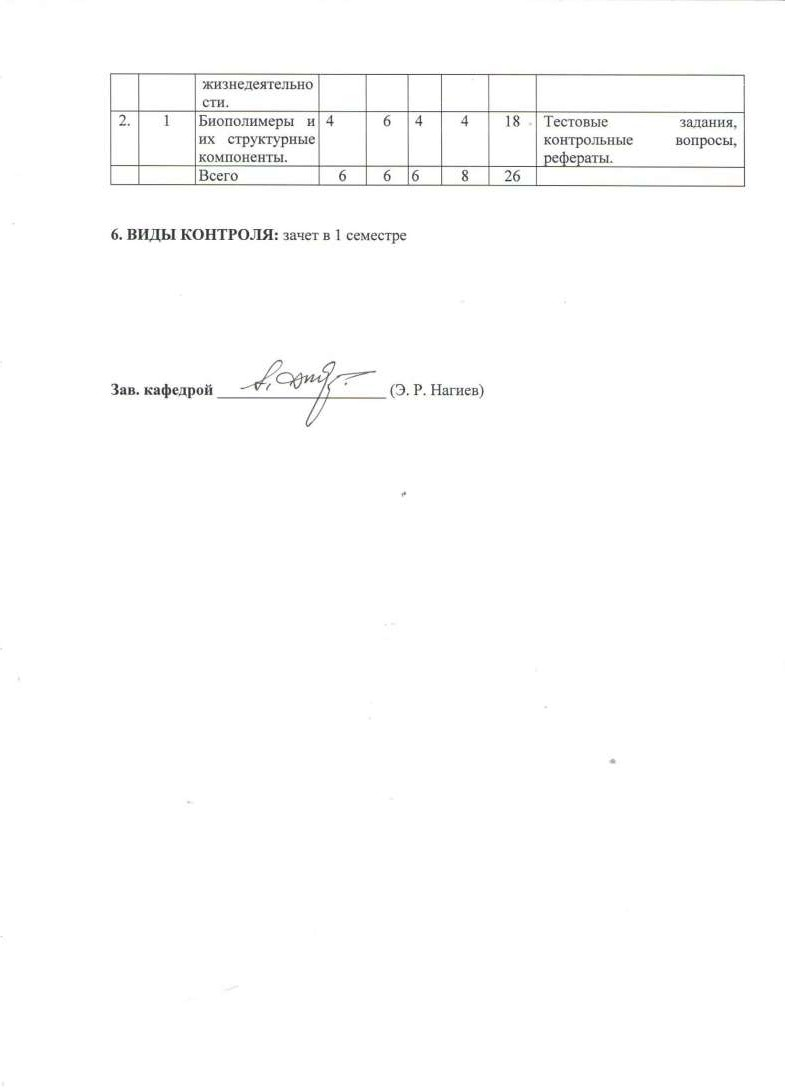 жизнедеятельно
сти.
2. 1 Биополимеры и 4 6 4 4 18 Тестовые задания,
их структурные контрольные вопросы,
компоненты. рефераты.
Всего 6 6 6 8 26
6. ВИДЫ КОНТРОЛЯ: зачет в 1 семестре
Зав. кафедрой (Э. Р. Нагиев)